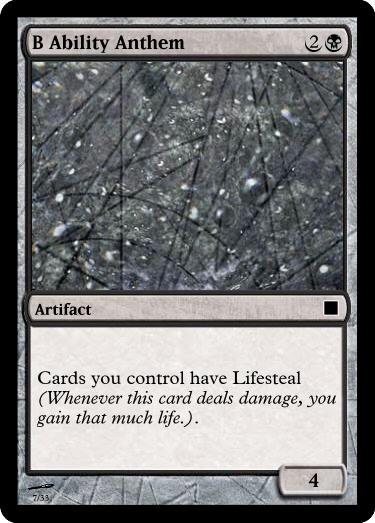 B Ability Anthem 2
Artifact
Cards you control have Lifesteal
(Whenever this card deals damage, you
gain that much life.).
4
7/33